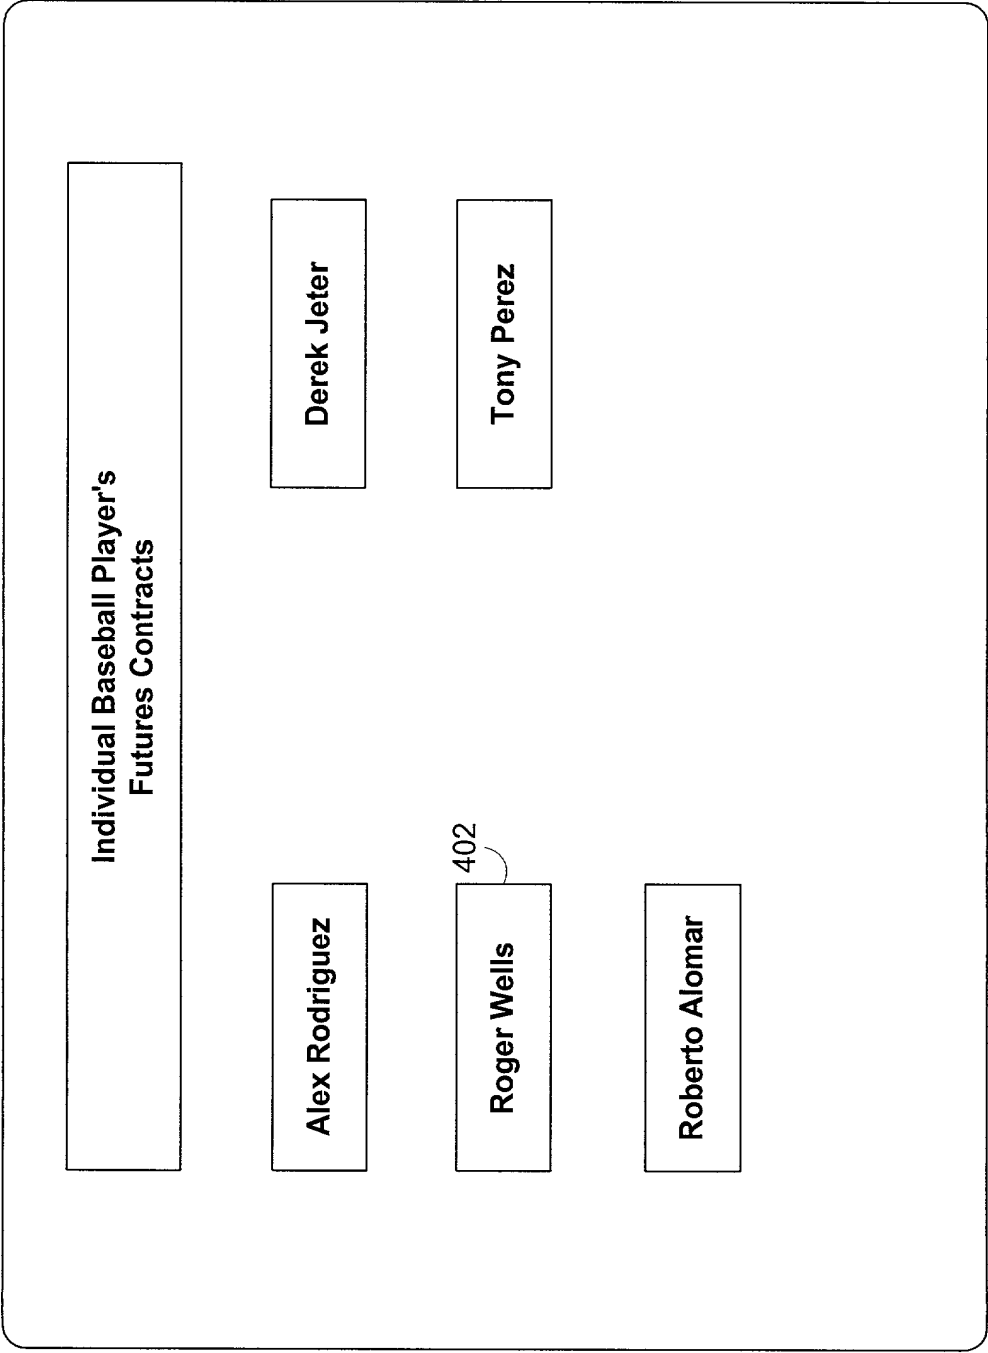 Individual Baseball Player's
Futures Contracts
Alex Rodriguez
Derek Jeter
402
Roger Wells
Tony Perez
Roberto Alomar